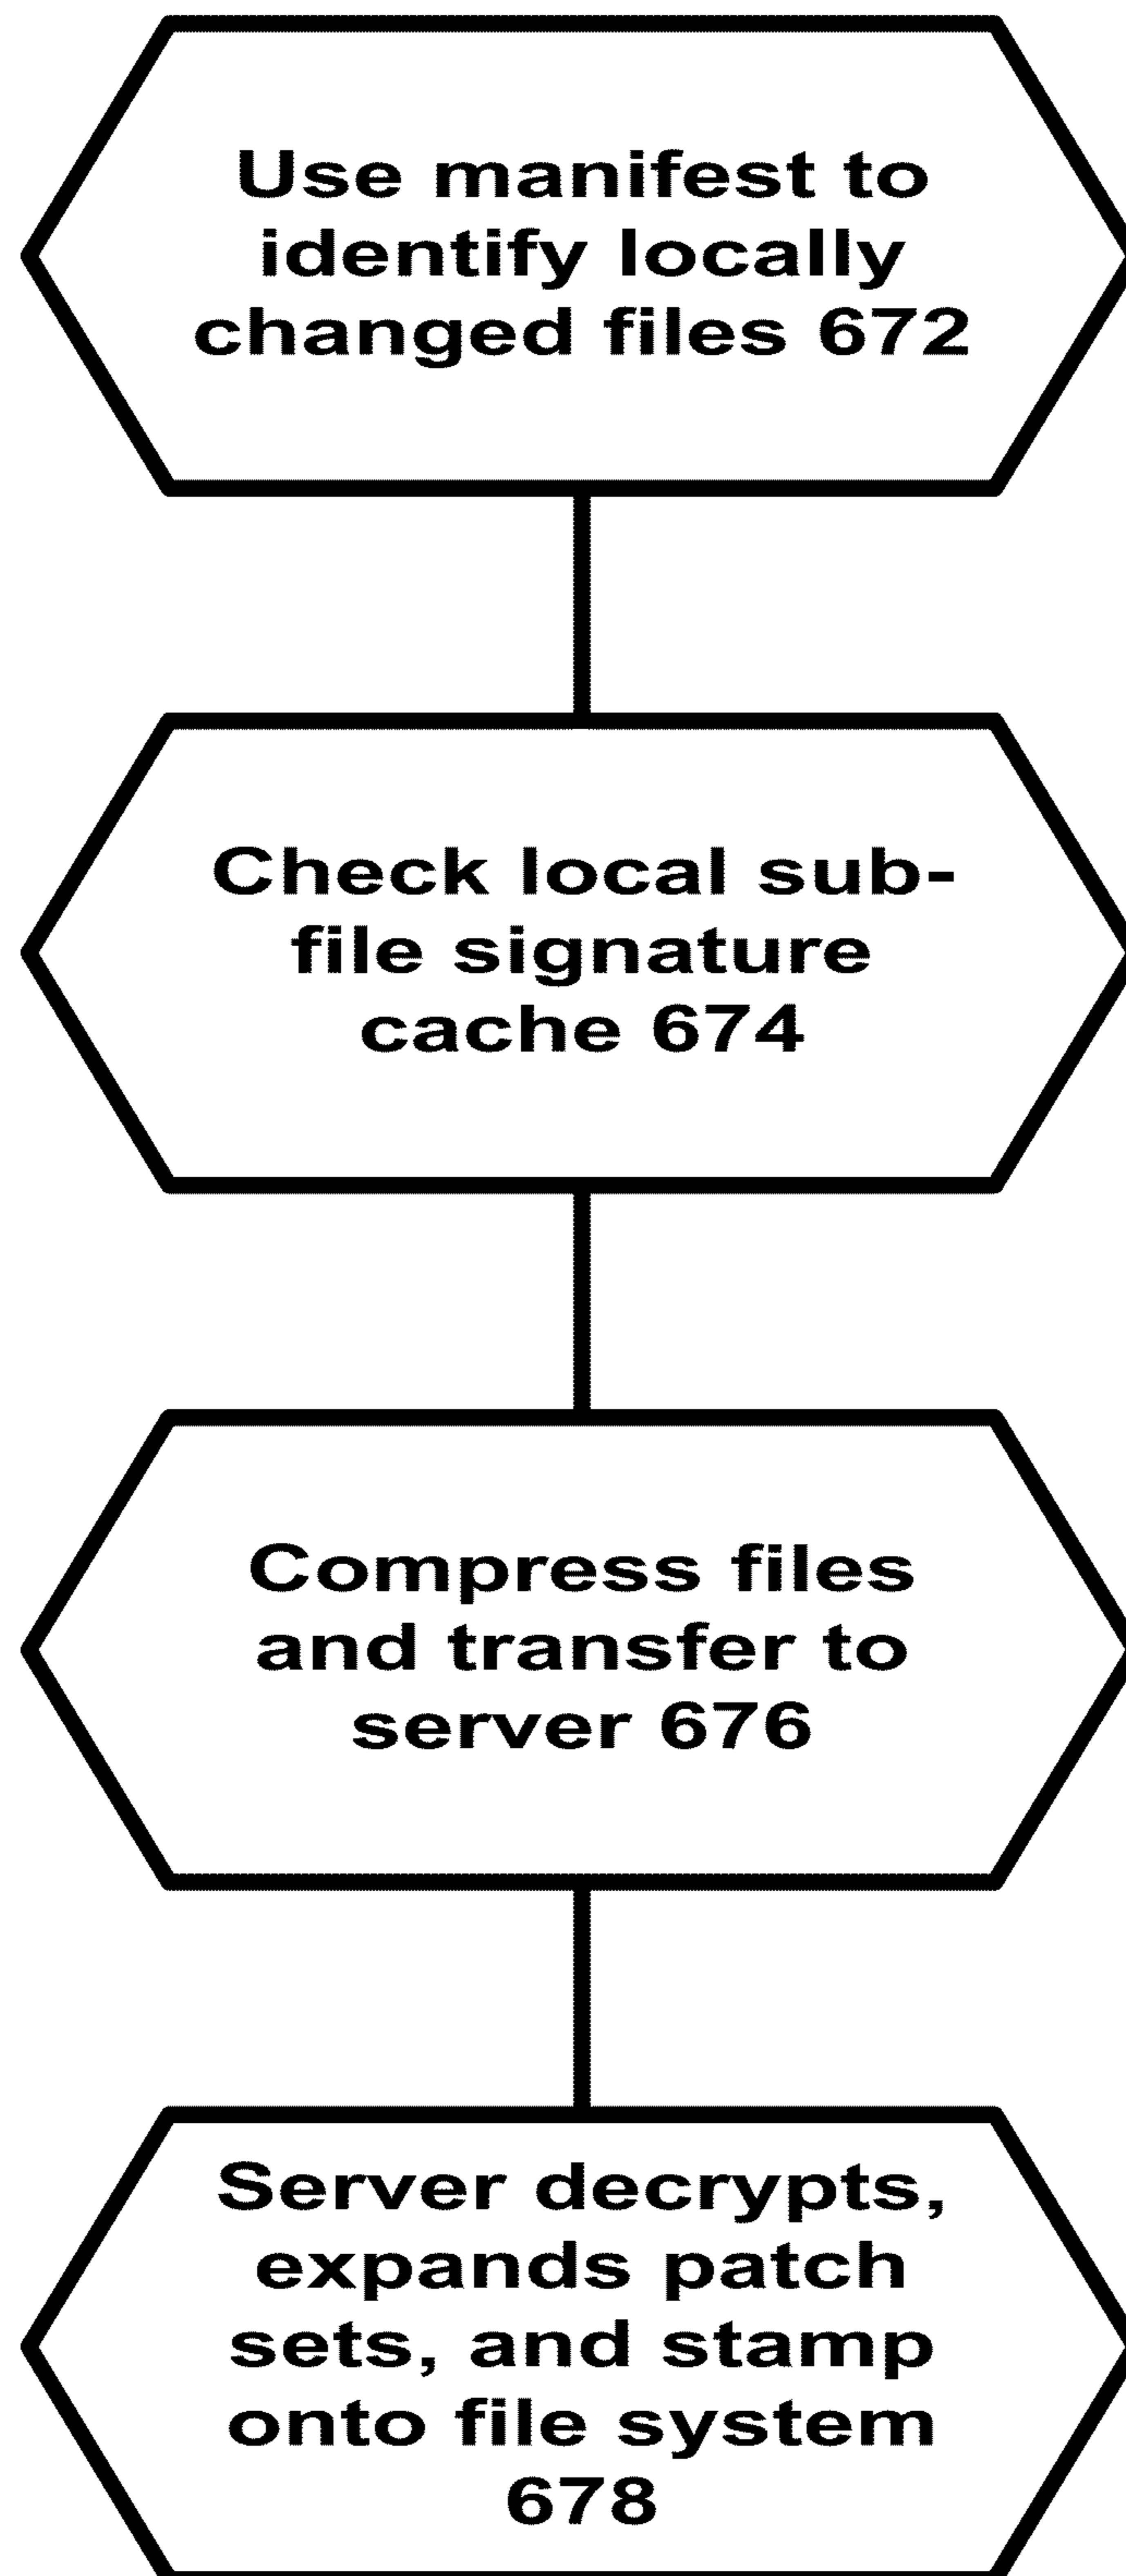 Use manifest to
identify locally
changed files 672
Check local sub-
file signature
cache 674
Compress files
and transfer to
server 676
Server decrypts,
expands patch
sets, and stamp
onto file system
678